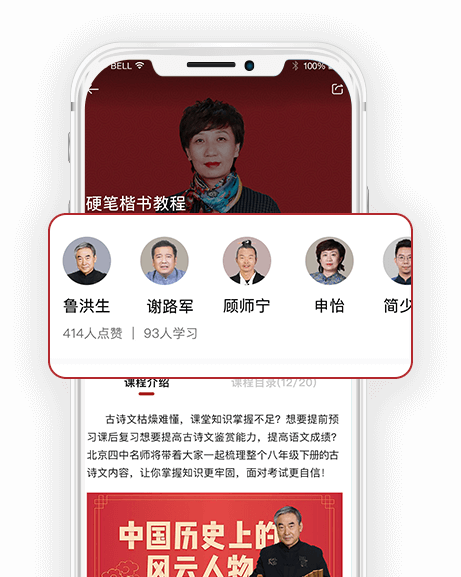 BELL 100%
硬笔楷书教程
鲁洪生 谢路军 顾师宁 申怡 简少
414人点赞 | 93人学习
课程介绍 课程目录(12/20)
古诗文枯燥难懂，课堂知识掌握不足？想要提前预
习课后复习想要提高古诗文鉴赏能力，提高语文成绩？
北京四中名师将带着大家一起梳理整个八年级下册的古
诗文内容，让你掌握知识更牢固，面对考试更自信！
中国历史上的
风云人物